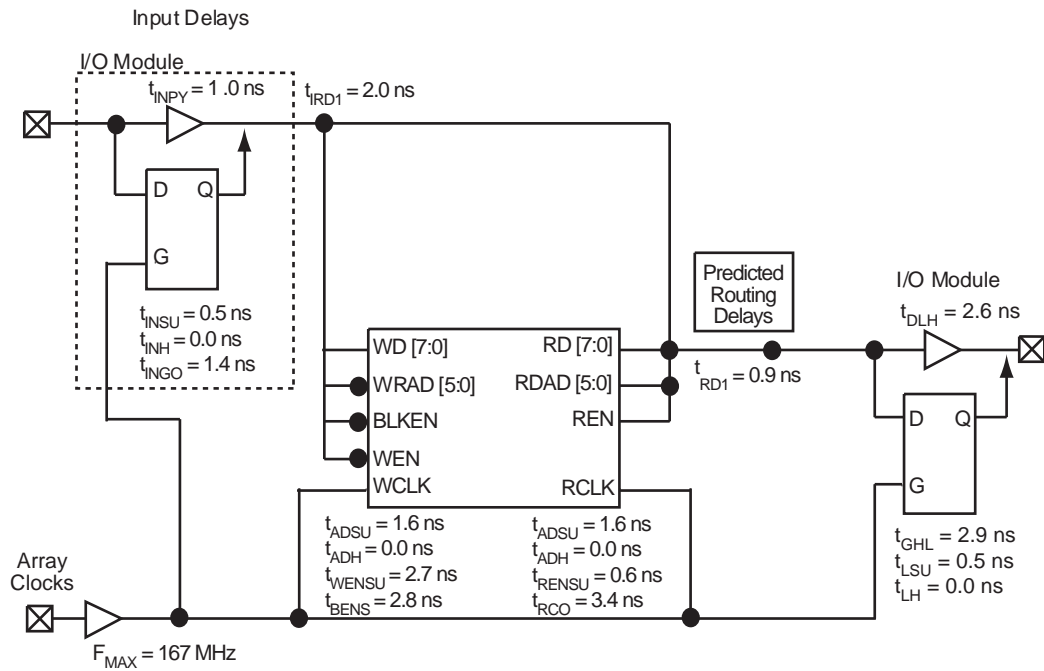 Input Delays
I/O Module
t_INPY = 1.0 ns
t_IRD1 = 2.0 ns
D Q
G
t_INSU = 0.5 ns
t_INH = 0.0 ns
t_INGO = 1.4 ns
Predicted
Routing
Delays
I/O Module
t_DLH = 2.6 ns
WD [7:0]
RD [7:0]
WRAD [5:0]
RDAD [5:0]
BLKEN
REN
WEN
WCLK
RCLK
t_RD1 = 0.9 ns
D Q
G
t_ADSU = 1.6 ns
t_ADH = 0.0 ns
t_WENSU = 2.7 ns
t_BENS = 2.8 ns
t_ADSU = 1.6 ns
t_ADH = 0.0 ns
t_RENSU = 0.6 ns
t_RCO = 3.4 ns
t_GHL = 2.9 ns
t_LSU = 0.5 ns
t_LH = 0.0 ns
Array
Clocks
F_MAX = 167 MHz